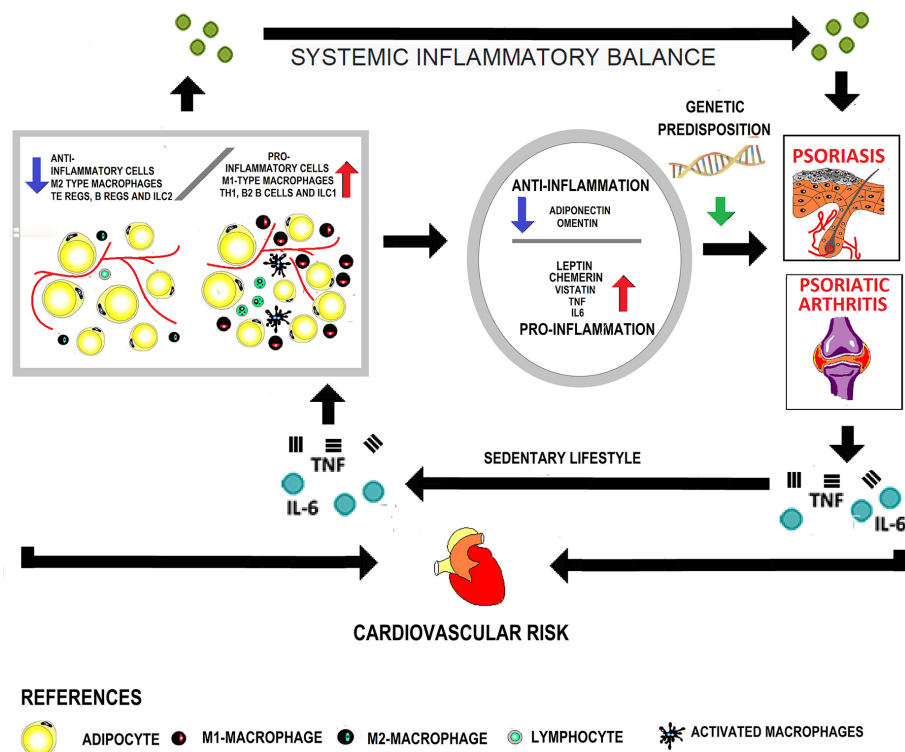 SYSTEMIC INFLAMMATORY BALANCE
ANTI-
INFLAMMATORY CELLS
M2 TYPE MACROPHAGES
TE REGS, B REGS AND ILC2
PRO-
INFLAMMATORY CELLS
M1-TYPE MACROPHAGES
TH1, B2 B CELLS AND ILC1
ANTI-INFLAMMATION
ADIPONECTIN
OMENTIN
LEPTIN
CHEMERIN
VISTATIN
TNF
IL6
PRO-INFLAMMATION
GENETIC
PREDISPOSITION
PSORIASIS
PSORIATIC
ARTHRITIS
TNF
IL-6
SEDENTARY LIFESTYLE
TNF
IL-6
CARDIOVASCULAR RISK
REFERENCES
ADIPOCYTE
M1-MACROPHAGE
M2-MACROPHAGE
LYMPHOCYTE
ACTIVATED MACROPHAGES